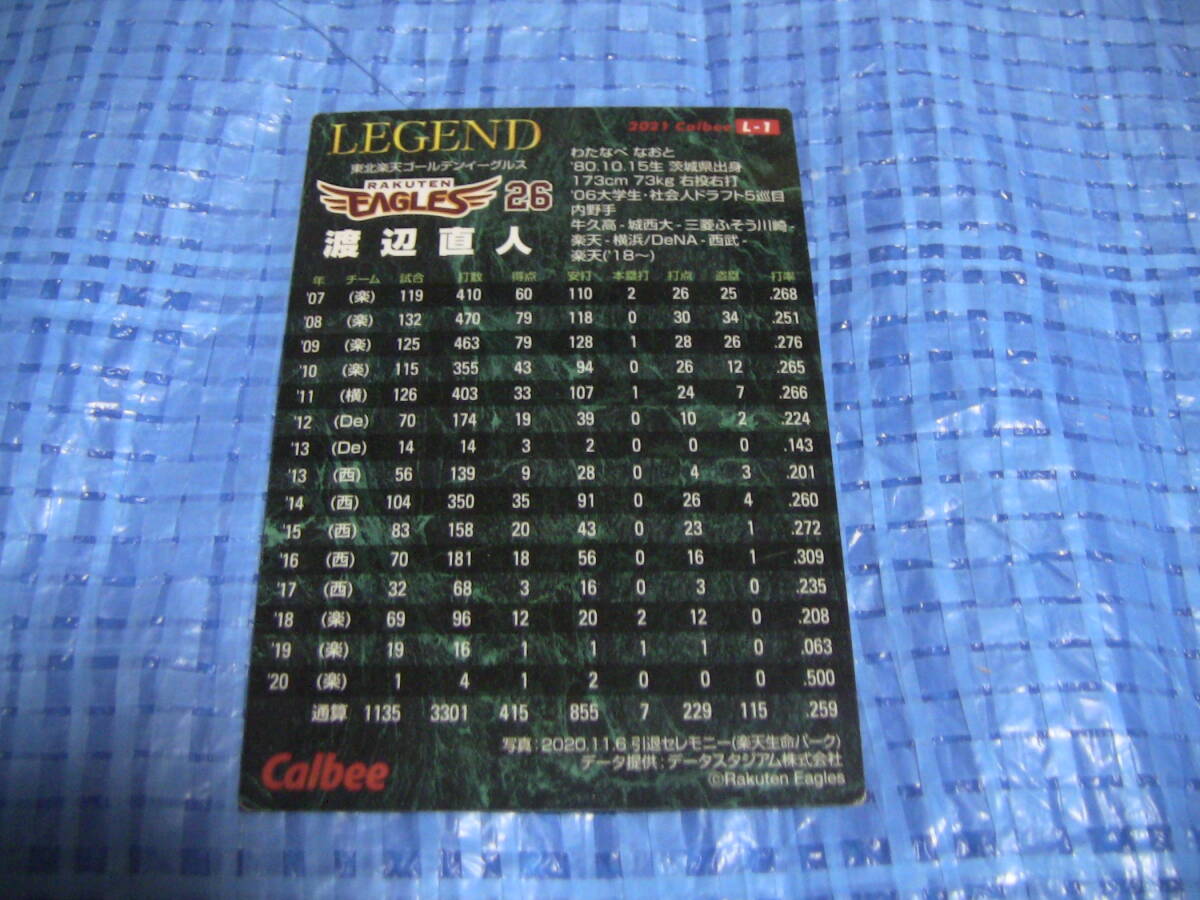 LEGEND
2021 Calbee L-1
東北楽天ゴールデンイーグルス
RAKUTEN
EAGLES 26
渡辺直人
わたなべ なおと
'80.10.15生 茨城県出身
173cm 73kg 右投右打
'06大学生・社会人ドラフト5巡目
内野手
牛久高 - 城西大 - 三菱ふそう川崎 -
楽天 - 横浜/DeNA - 西武 -
楽天('18〜)
年 チーム 試合 打数 得点 安打 本塁打 打点 盗塁 打率
'07 (楽) 119 410 60 110 2 26 25 .268
'08 (楽) 132 470 79 118 0 30 34 .251
'09 (楽) 125 463 79 128 1 28 26 .276
'10 (楽) 115 355 43 94 0 26 12 .265
'11 (横) 126 403 33 107 1 24 7 .266
'12 (De) 70 174 19 39 0 10 2 .224
'13 (De) 14 14 3 2 0 0 0 .143
'13 (西) 56 139 9 28 0 4 3 .201
'14 (西) 104 350 35 91 0 26 4 .260
'15 (西) 83 158 20 43 0 23 1 .272
'16 (西) 70 181 18 56 0 16 1 .309
'17 (西) 32 68 3 16 0 3 0 .235
'18 (楽) 69 96 12 20 2 12 0 .208
'19 (楽) 19 16 1 1 1 1 0 .063
'20 (楽) 1 4 1 2 0 0 0 .500
通算 1135 3301 415 855 7 229 115 .259
写真：2020.11.6 引退セレモニー(楽天生命パーク)
データ提供：データスタジアム株式会社
©Rakuten Eagles
Calbee